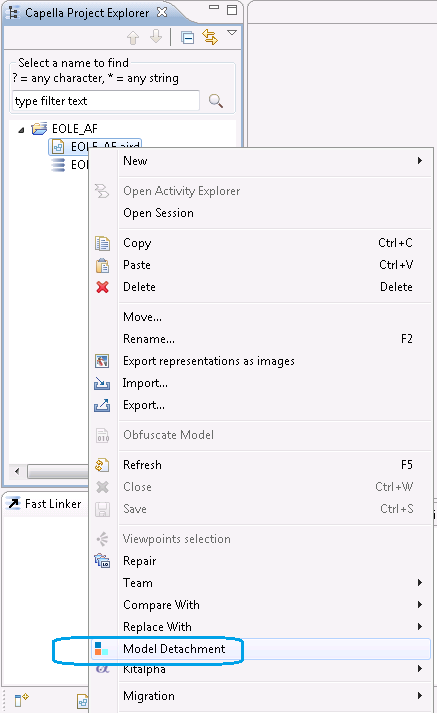 Capella Project Explorer
Select a name to find
? = any character, * = any string
type filter text
EOLE_AF
EOLE_AF.aird
EOL
New
Open Activity Explorer
Open Session
Copy Ctrl+C
Paste Ctrl+V
Delete Delete
Move...
Rename... F2
Export representations as images
Import...
Export...
Obfuscate Model
Refresh F5
Close Ctrl+W
Save Ctrl+S
Fast Linker
Viewpoints selection
Repair
Team
Compare With
Replace With
Model Detachment
Kitalpha
Migration